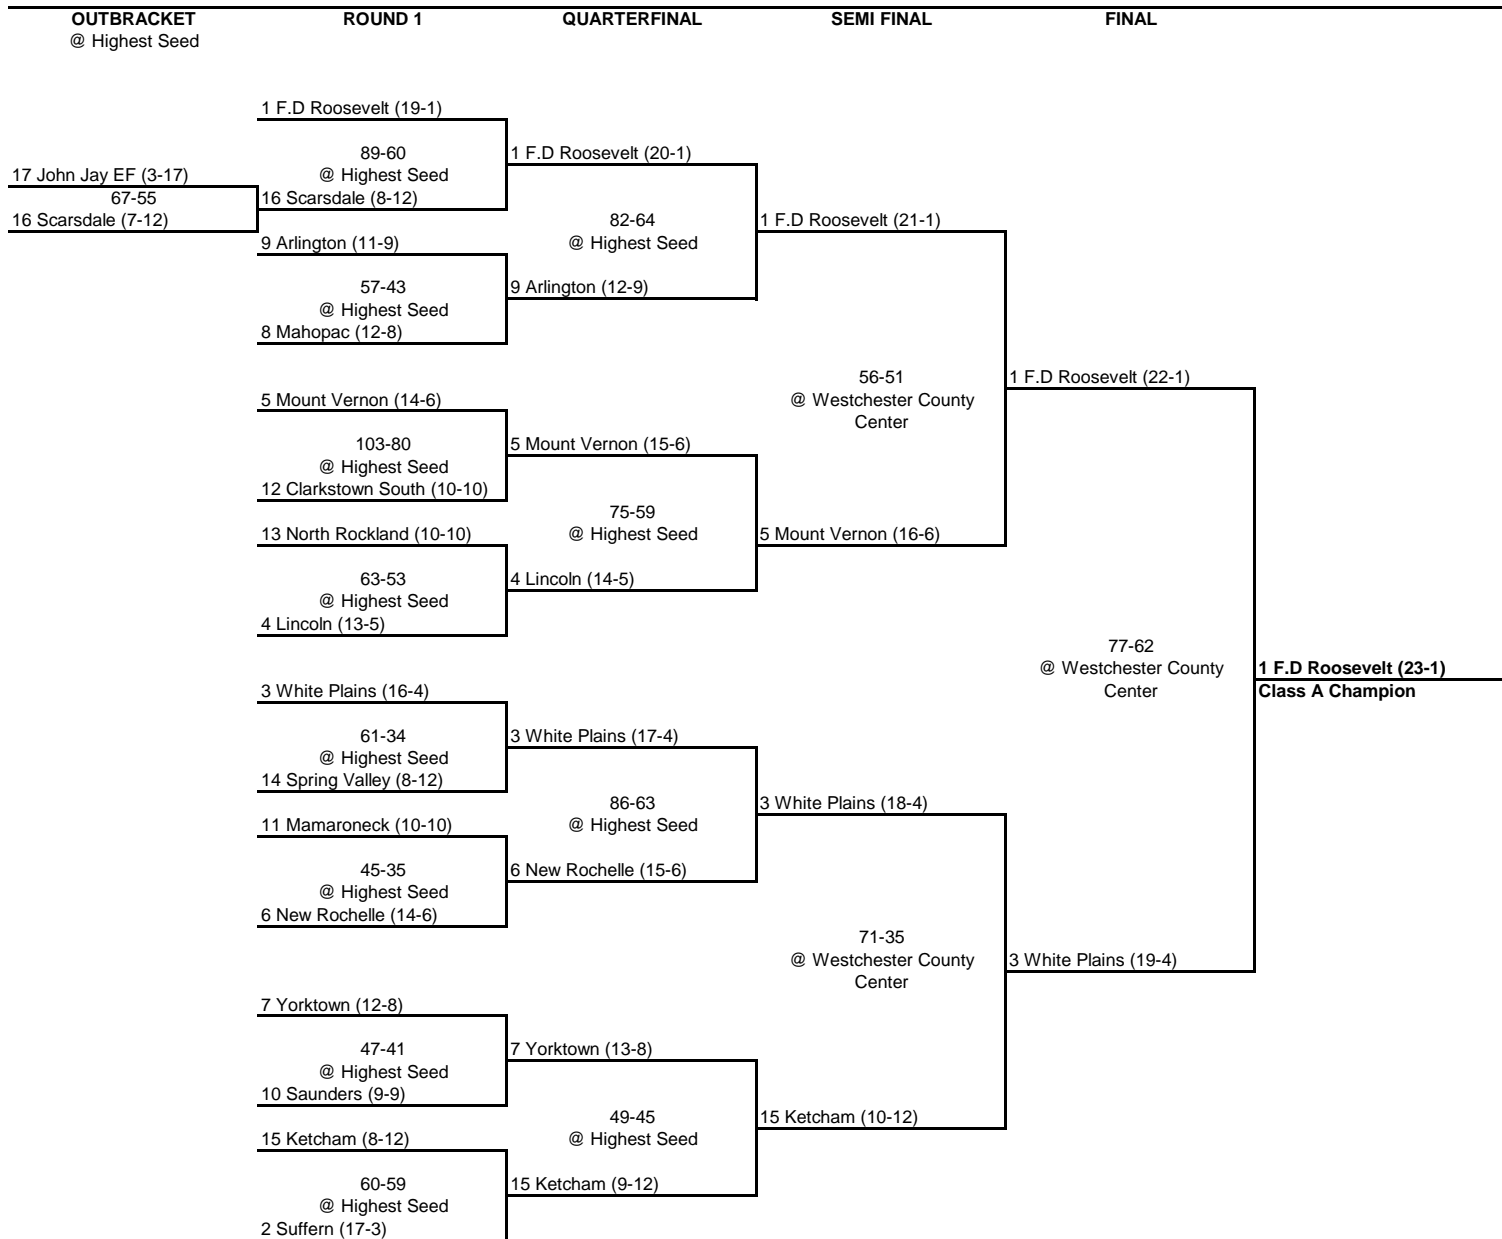 OUTBRACKET ROUND 1 QUARTERFINAL SEMI FINAL FINAL
@ Highest Seed
1 F.D Roosevelt (19-1)
89-60 1 F.D Roosevelt (20-1)
17 John Jay EF (3-17) @ Highest Seed
67-55 16 Scarsdale (8-12)
16 Scarsdale (7-12) 82-64 1 F.D Roosevelt (21-1)
9 Arlington (11-9) @ Highest Seed
57-43 9 Arlington (12-9)
@ Highest Seed
8 Mahopac (12-8)
56-51 1 F.D Roosevelt (22-1)
5 Mount Vernon (14-6) @ Westchester County
Center
103-80 5 Mount Vernon (15-6)
@ Highest Seed
12 Clarkstown South (10-10)
75-59
13 North Rockland (10-10) @ Highest Seed 5 Mount Vernon (16-6)
63-53 4 Lincoln (14-5)
@ Highest Seed
4 Lincoln (13-5)
77-62
@ Westchester County 1 F.D Roosevelt (23-1)
3 White Plains (16-4) Center Class A Champion
61-34 3 White Plains (17-4)
@ Highest Seed
14 Spring Valley (8-12)
86-63 3 White Plains (18-4)
11 Mamaroneck (10-10) @ Highest Seed
45-35 6 New Rochelle (15-6)
@ Highest Seed
6 New Rochelle (14-6)
71-35
@ Westchester County 3 White Plains (19-4)
Center
7 Yorktown (12-8)
47-41 7 Yorktown (13-8)
@ Highest Seed
10 Saunders (9-9)
49-45 15 Ketcham (10-12)
15 Ketcham (8-12) @ Highest Seed
60-59 15 Ketcham (9-12)
@ Highest Seed
2 Suffern (17-3)